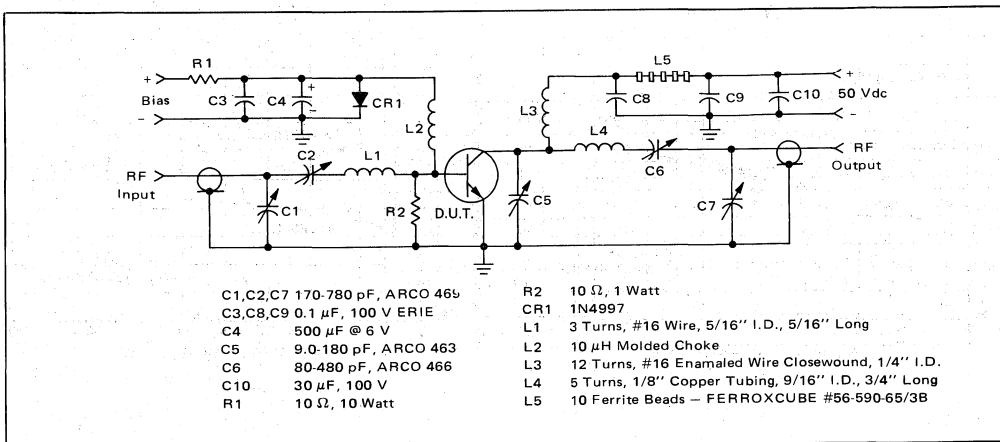 R1
L5
+
Bias
-
C3
C4
+
-
CR1
L2
L3
C8
C9
C10
+
50 Vdc
-
RF
Input
C1
C2
L1
R2
D.U.T.
C5
L4
C6
C7
RF
Output
C1,C2,C7 170-780 pF, ARCO 469
C3,C8,C9 0.1 μF, 100 V ERIE
C4 500 μF @ 6 V
C5 9.0-180 pF, ARCO 463
C6 80-480 pF, ARCO 466
C10 30 μF, 100 V
R1 10 Ω, 10 Watt
R2 10 Ω, 1 Watt
CR1 1N4997
L1 3 Turns, #16 Wire, 5/16'' I.D., 5/16'' Long
L2 10 μH Molded Choke
L3 12 Turns, #16 Enamaled Wire Closewound, 1/4'' I.D.
L4 5 Turns, 1/8'' Copper Tubing, 9/16'' I.D., 3/4'' Long
L5 10 Ferrite Beads — FERROXCUBE #56-590-65/3B